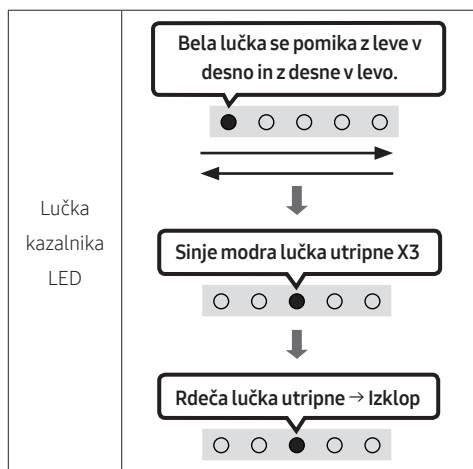 Lučka
kazalnika
LED
Bela lučka se pomika z leve v
desno in z desne v levo.
Sinje modra lučka utripne X3
Rdeča lučka utripne → Izklop